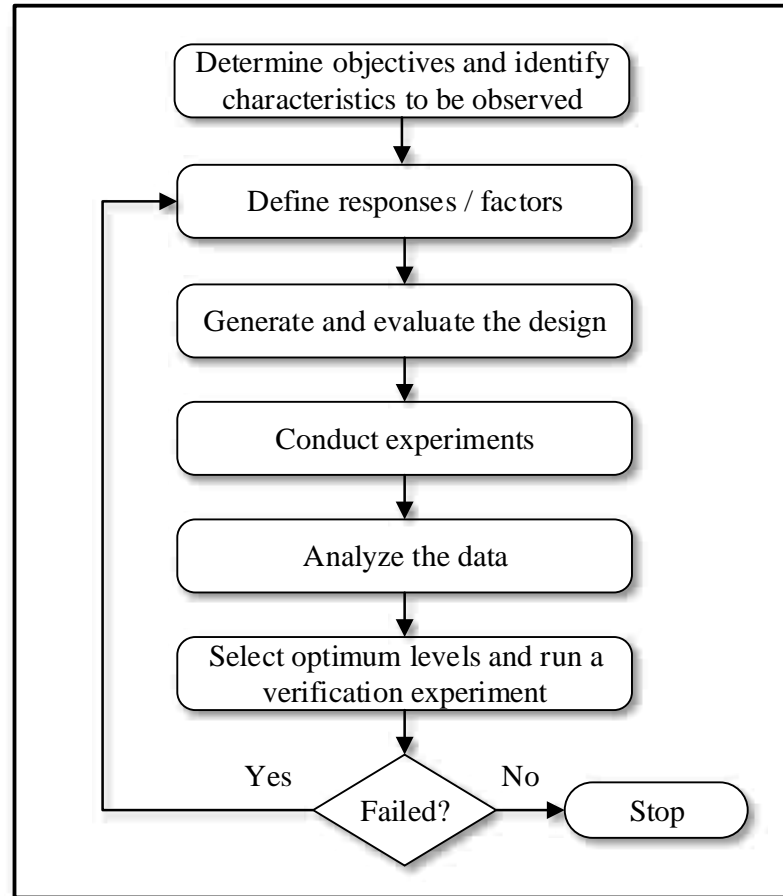 Determine objectives and identify
characteristics to be observed
Define responses / factors
Generate and evaluate the design
Conduct experiments
Analyze the data
Select optimum levels and run a
verification experiment
Yes
No
Failed?
Stop